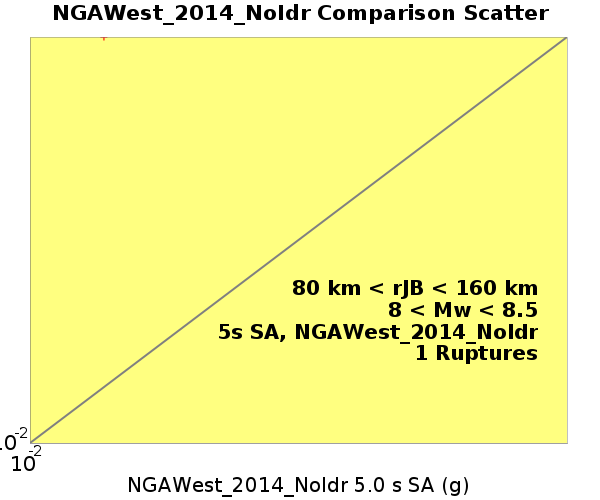 NGAWest_2014_NoIdr Comparison Scatter
80 km < rJB < 160 km
8 < Mw < 8.5
5s SA, NGAWest_2014_NoIdr
1 Ruptures
10-2
10-2
NGAWest_2014_NoIdr 5.0 s SA (g)